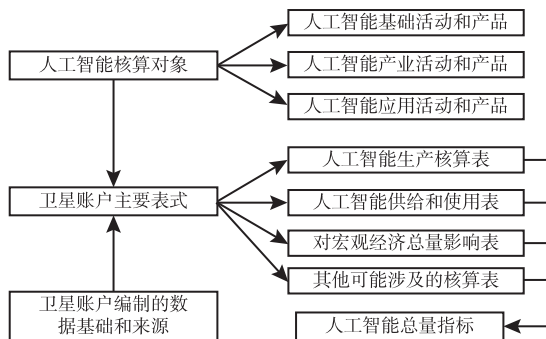 人工智能基础活动和产品
人工智能核算对象
人工智能产业活动和产品
人工智能应用活动和产品
人工智能生产核算表
卫星账户主要表式
人工智能供给和使用表
对宏观经济总量影响表
其他可能涉及的核算表
卫星账户编制的数
据基础和来源
人工智能总量指标